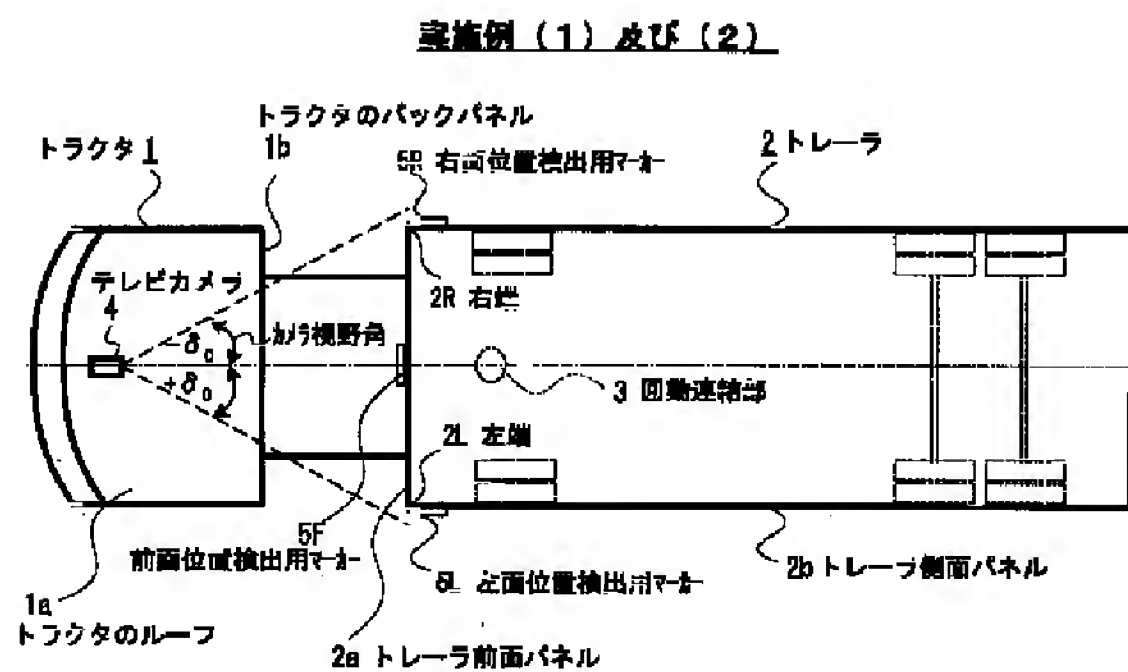 実施例（1）及び（2）
トラクタのバックパネル
1b
トラクタ 1
5R 右面位置検出用マーカー
2 トレーラ
テレビカメラ
4
2R 右端
カメラ視野角
-δ0
+δ0
3 回動連結部
2L 左端
5F
前面位置検出用マーカー
5L 左面位置検出用マーカー
2b トレーラ側面パネル
1a
トラクタのルーフ
2a トレーラ前面パネル